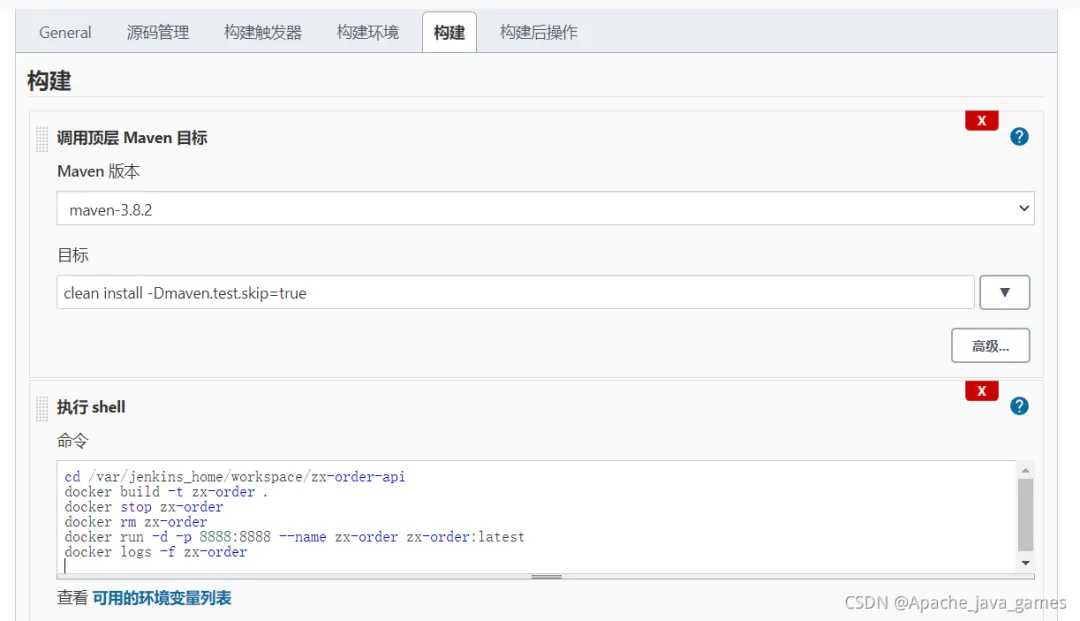 General 源码管理 构建触发器 构建环境 构建 构建后操作
构建
X
调用顶层 Maven 目标
?
Maven 版本
maven-3.8.2
目标
clean install -Dmaven.test.skip=true
▼
高级...
X
执行 shell
?
命令
cd /var/jenkins_home/workspace/zx-order-api
docker build -t zx-order .
docker stop zx-order
docker rm zx-order
docker run -d -p 8888:8888 --name zx-order zx-order:latest
docker logs -f zx-order
查看 可用的环境变量列表
CSDN @Apache_java_games